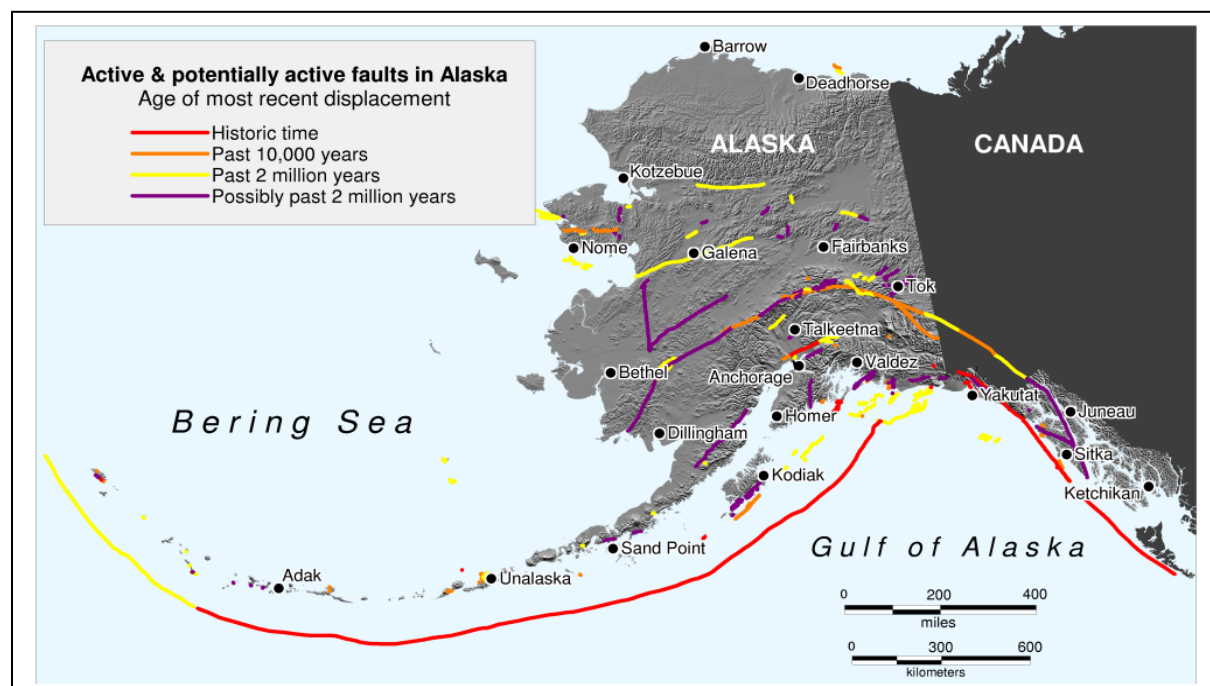 Active & potentially active faults in Alaska
Age of most recent displacement
Historic time
Past 10,000 years
Past 2 million years
Possibly past 2 million years
Barrow
Deadhorse
ALASKA
CANADA
Kotzebue
Nome
Galena
Fairbanks
Tok
Talkeetna
Bethel
Anchorage
Valdez
Yakutat
Juneau
Bering Sea
Homer
Dillingham
Sitka
Kodiak
Ketchikan
Sand Point
Gulf of Alaska
Adak
Unalaska
0 200 400
miles
0 300 600
kilometers